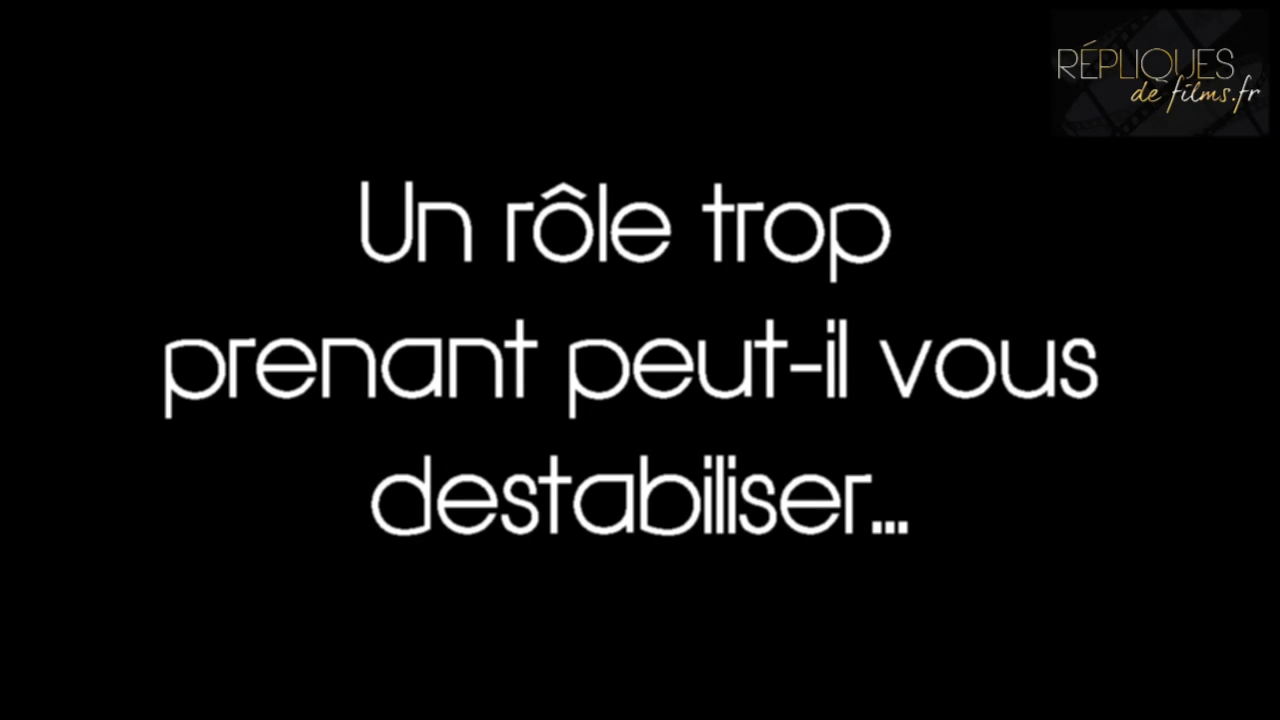 RÉPLIQUES
de films.fr
Un rôle trop
prenant peut-il vous
destabiliser...